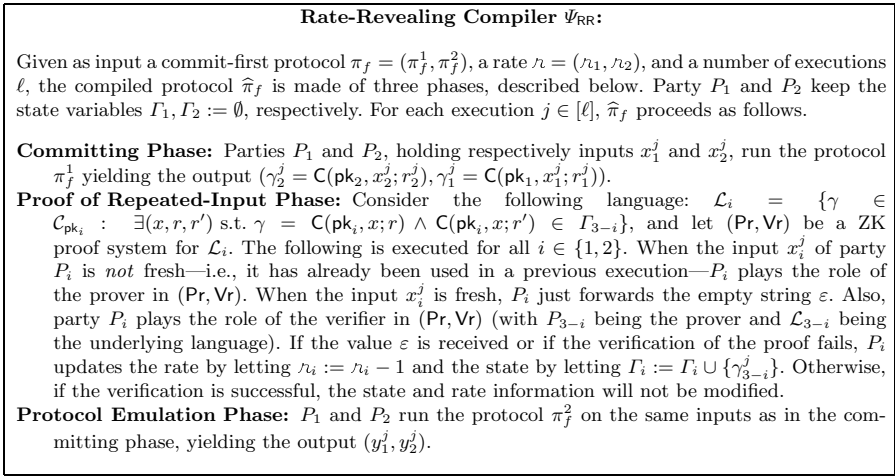 Rate-Revealing Compiler Ψ_RR:
Given as input a commit-first protocol π_f = (π_f^1, π_f^2), a rate 𝓇 = (𝓇_1, 𝓇_2), and a number of executions
ℓ, the compiled protocol π̂_f is made of three phases, described below. Party P_1 and P_2 keep the
state variables Γ_1, Γ_2 := ∅, respectively. For each execution j ∈ [ℓ], π̂_f proceeds as follows.
Committing Phase: Parties P_1 and P_2, holding respectively inputs x_1^j and x_2^j, run the protocol
π_f^1 yielding the output (γ_2^j = C(pk_2, x_2^j; r_2^j), γ_1^j = C(pk_1, x_1^j; r_1^j)).
Proof of Repeated-Input Phase: Consider the following language: ℒ_i = {γ ∈
𝒞_{pk_i} : ∃(x, r, r′) s.t. γ = C(pk_i, x; r) ∧ C(pk_i, x; r′) ∈ Γ_{3−i}}, and let (Pr, Vr) be a ZK
proof system for ℒ_i. The following is executed for all i ∈ {1, 2}. When the input x_i^j of party
P_i is not fresh—i.e., it has already been used in a previous execution—P_i plays the role of
the prover in (Pr, Vr). When the input x_i^j is fresh, P_i just forwards the empty string ε. Also,
party P_i plays the role of the verifier in (Pr, Vr) (with P_{3−i} being the prover and ℒ_{3−i} being
the underlying language). If the value ε is received or if the verification of the proof fails, P_i
updates the rate by letting 𝓇_i := 𝓇_i − 1 and the state by letting Γ_i := Γ_i ∪ {γ_{3−i}^j}. Otherwise,
if the verification is successful, the state and rate information will not be modified.
Protocol Emulation Phase: P_1 and P_2 run the protocol π_f^2 on the same inputs as in the com-
mitting phase, yielding the output (y_1^j, y_2^j).